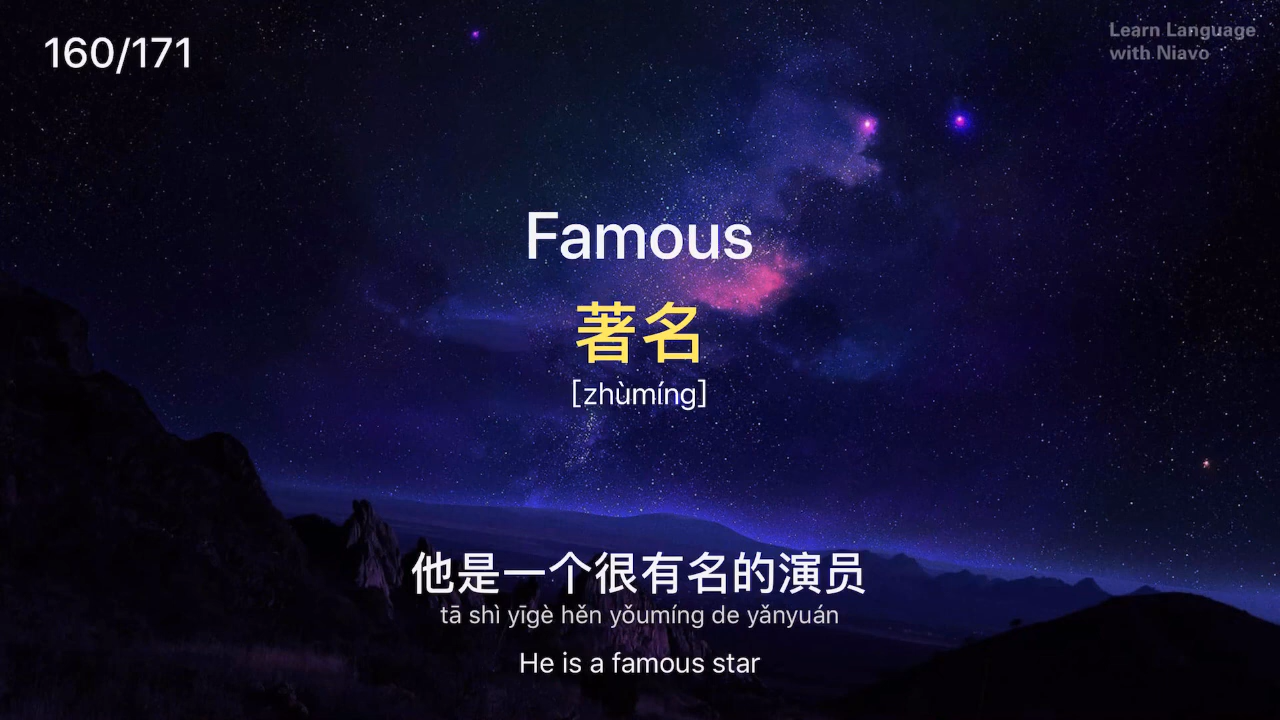 160/171
Learn Language
with Niavo
Famous
著名
[zhùmíng]
他是一个很有名的演员
tā shì yīgè hěn yǒumíng de yǎnyuán
He is a famous star